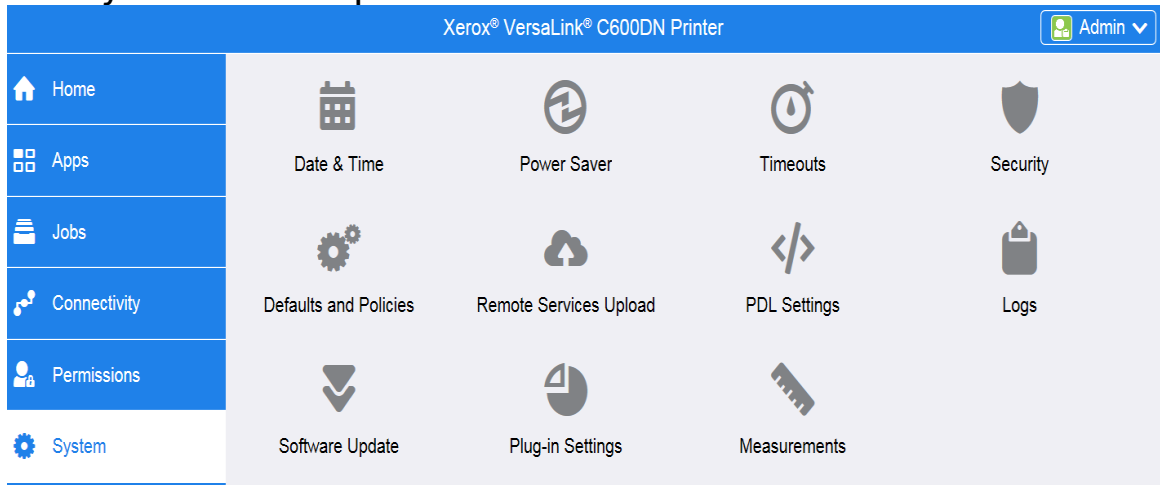 Xerox® VersaLink® C600DN Printer
Admin
Home
Apps
Jobs
Connectivity
Permissions
System
Date & Time
Power Saver
Timeouts
Security
Defaults and Policies
Remote Services Upload
PDL Settings
Logs
Software Update
Plug-in Settings
Measurements